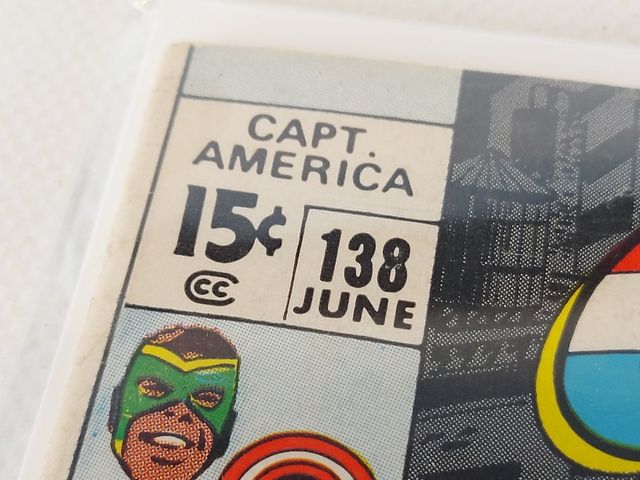 CAPT.
AMERICA
15¢
CC
138
JUNE